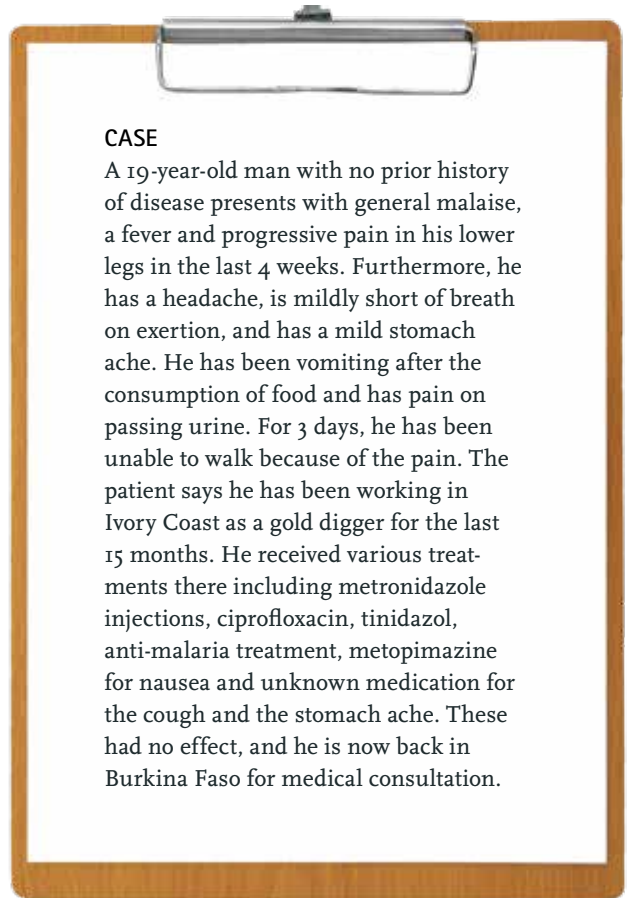 CASE
A 19-year-old man with no prior history
of disease presents with general malaise,
a fever and progressive pain in his lower
legs in the last 4 weeks. Furthermore, he
has a headache, is mildly short of breath
on exertion, and has a mild stomach
ache. He has been vomiting after the
consumption of food and has pain on
passing urine. For 3 days, he has been
unable to walk because of the pain. The
patient says he has been working in
Ivory Coast as a gold digger for the last
15 months. He received various treat-
ments there including metronidazole
injections, ciprofloxacin, tinidazol,
anti-malaria treatment, metopimazine
for nausea and unknown medication for
the cough and the stomach ache. These
had no effect, and he is now back in
Burkina Faso for medical consultation.